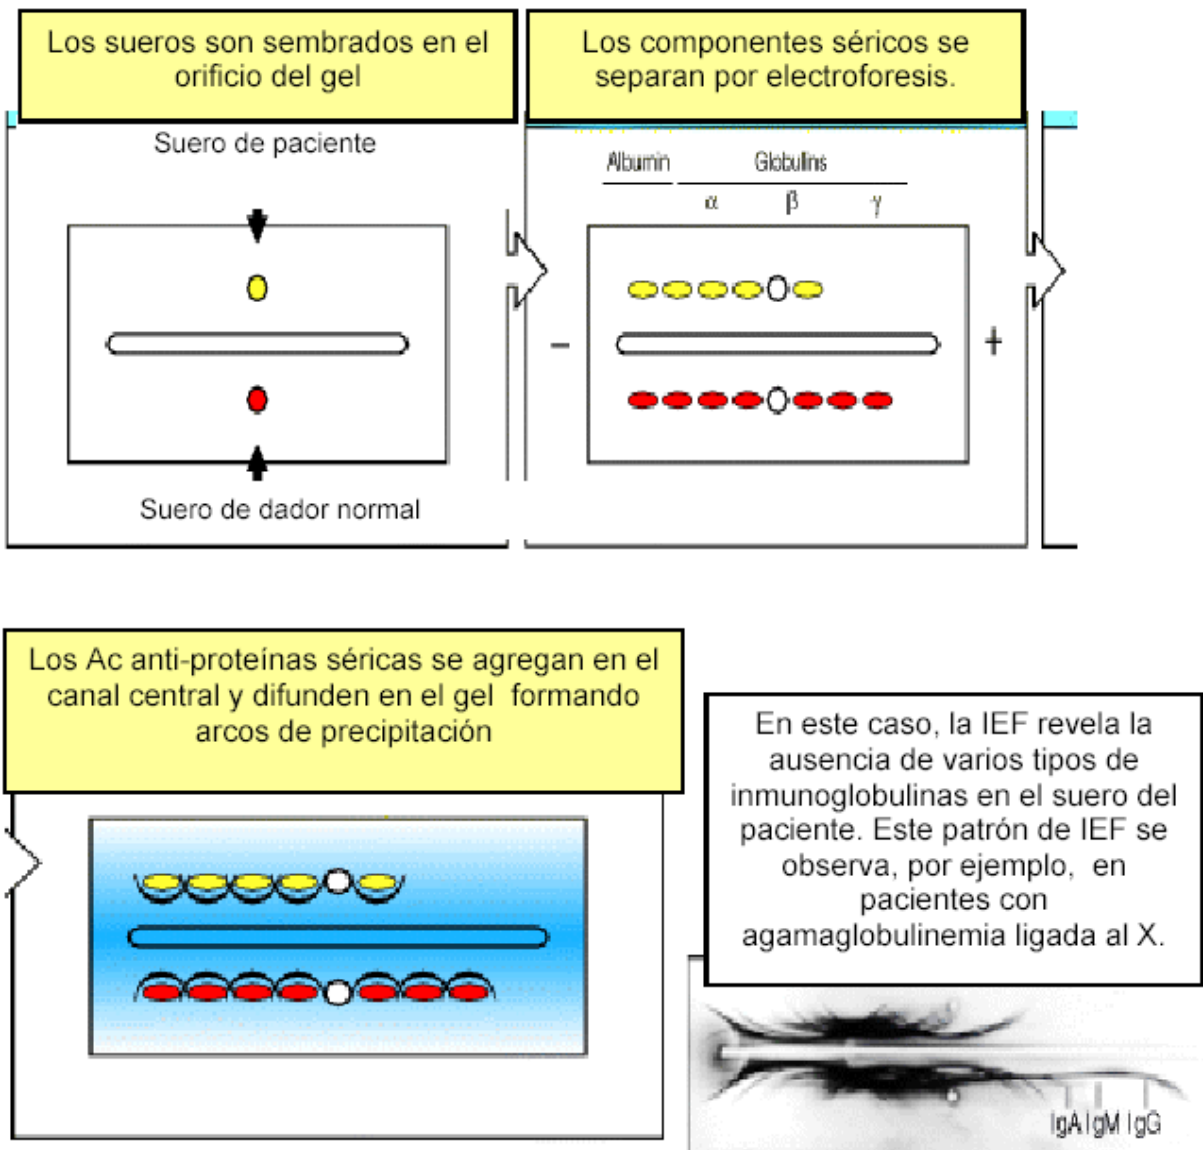 Los sueros son sembrados en el
orificio del gel
Suero de paciente
Suero de dador normal
Los componentes séricos se
separan por electroforesis.
Albumin Globulins
α β γ
- +
Los Ac anti-proteínas séricas se agregan en el
canal central y difunden en el gel formando
arcos de precipitación
En este caso, la IEF revela la
ausencia de varios tipos de
inmunoglobulinas en el suero del
paciente. Este patrón de IEF se
observa, por ejemplo, en
pacientes con
agamaglobulinemia ligada al X.
IgA IgM IgG